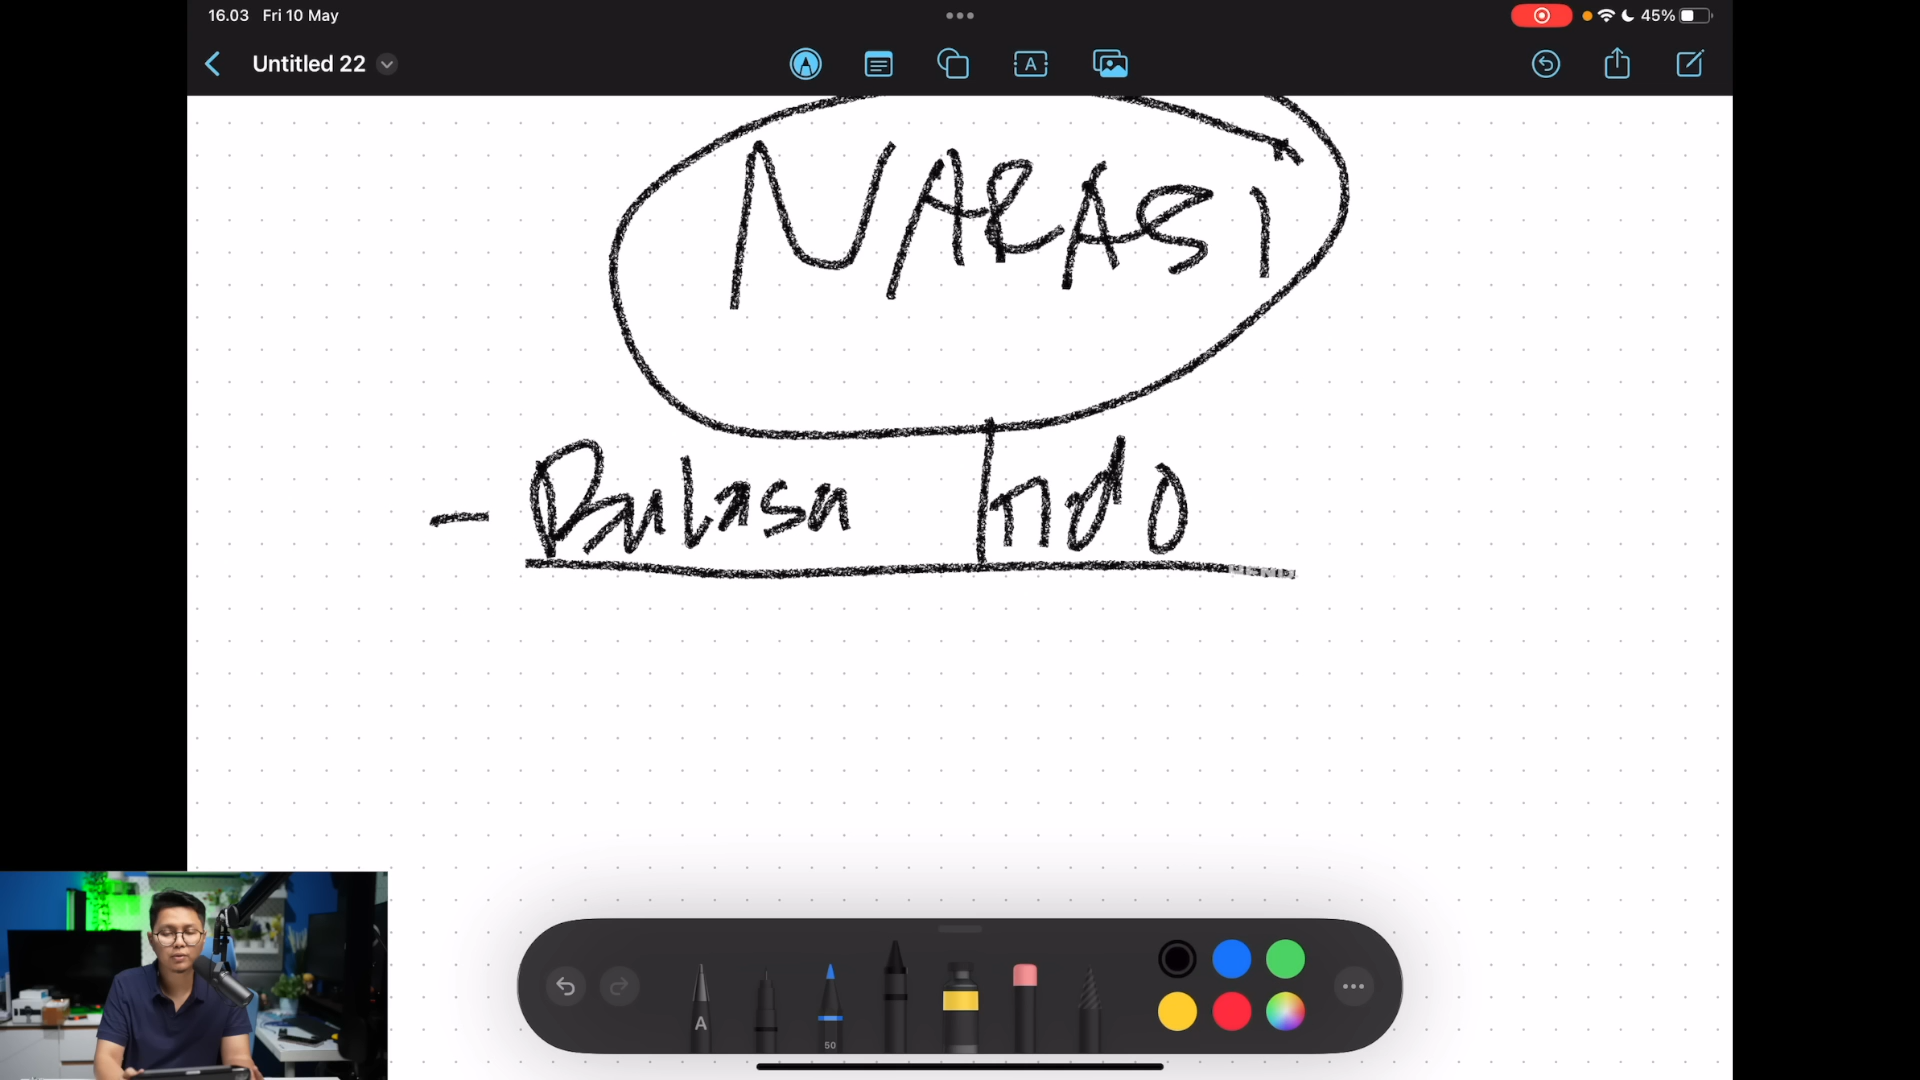 16.03 Fri 10 May
45%
Untitled 22
A
NARASI
- Bahasa Indo
A
50